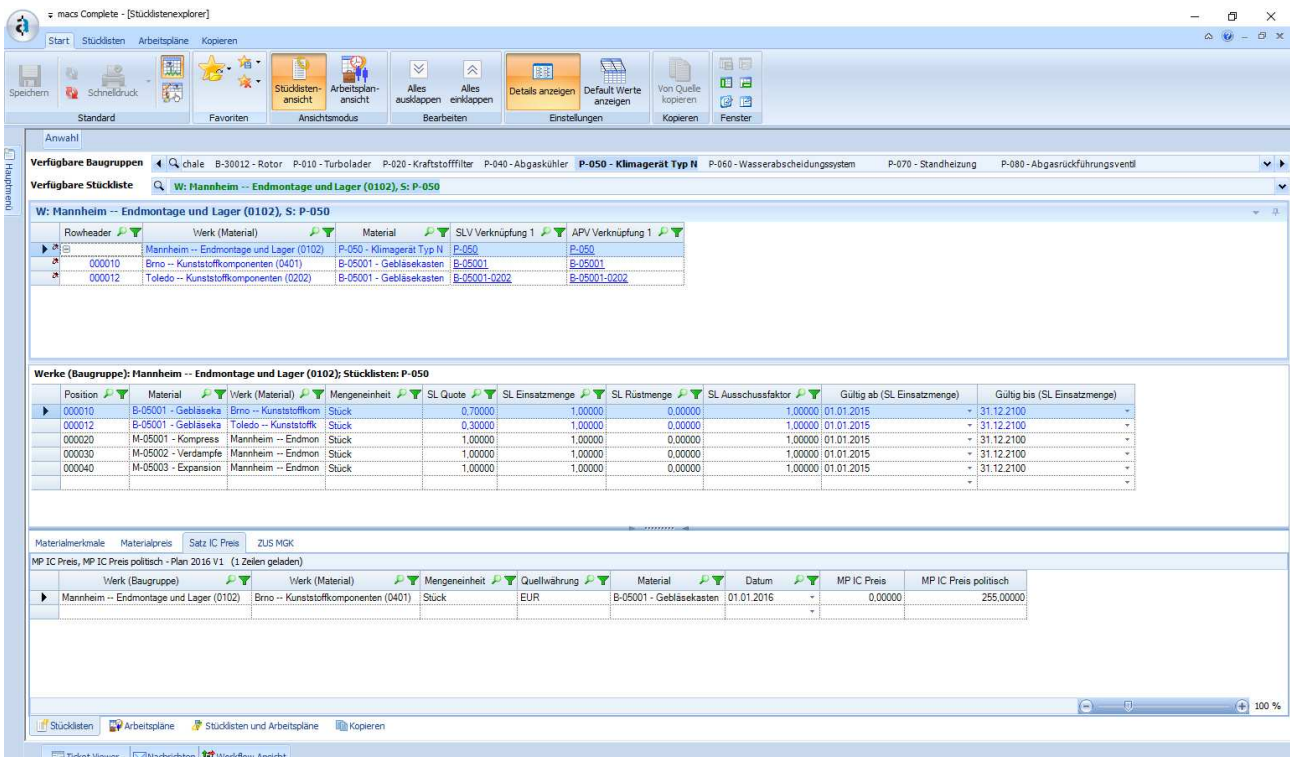 macs Complete - [Stücklistenexplorer]
Start Stücklisten Arbeitspläne Kopieren
Speichern Schnelldruck Stücklisten-ansicht Arbeitsplan-ansicht Alles ausklappen Alles einklappen Details anzeigen Default Werte anzeigen Von Quelle kopieren
Standard Favoriten Ansichtsmodus Bearbeiten Einstellungen Kopieren Fenster
Hauptmenü
Anwahl
Verfügbare Baugruppen chale B-30012 - Rotor P-010 - Turbolader P-020 - Kraftstofffilter P-040 - Abgaskühler P-050 - Klimagerät Typ N P-060 - Wasserabscheidungssystem P-070 - Standheizung P-080 - Abgasrückführungsventil
Verfügbare Stückliste W: Mannheim -- Endmontage und Lager (0102), S: P-050
W: Mannheim -- Endmontage und Lager (0102), S: P-050
Rowheader Werk (Material) Material SLV Verknüpfung 1 APV Verknüpfung 1
Mannheim -- Endmontage und Lager (0102) P-050 - Klimagerät Typ N P-050 P-050
000010 Brno -- Kunststoffkomponenten (0401) B-05001 - Gebläsekasten B-05001 B-05001
000012 Toledo -- Kunststoffkomponenten (0202) B-05001 - Gebläsekasten B-05001-0202 B-05001-0202
Werke (Baugruppe): Mannheim -- Endmontage und Lager (0102); Stücklisten: P-050
Position Material Werk (Material) Mengeneinheit SL Quote SL Einsatzmenge SL Rüstmenge SL Ausschussfaktor Gültig ab (SL Einsatzmenge) Gültig bis (SL Einsatzmenge)
000010 B-05001 - Gebläseka Brno -- Kunststoffkom Stück 0,70000 1,00000 0,00000 1,00000 01.01.2015 31.12.2100
000012 B-05001 - Gebläseka Toledo -- Kunststoffk Stück 0,30000 1,00000 0,00000 1,00000 01.01.2015 31.12.2100
000020 M-05001 - Kompress Mannheim -- Endmon Stück 1,00000 1,00000 0,00000 1,00000 01.01.2015 31.12.2100
000030 M-05002 - Verdampfe Mannheim -- Endmon Stück 1,00000 1,00000 0,00000 1,00000 01.01.2015 31.12.2100
000040 M-05003 - Expansion Mannheim -- Endmon Stück 1,00000 1,00000 0,00000 1,00000 01.01.2015 31.12.2100
Materialmerkmale Materialpreis Satz IC Preis ZUS MGK
MP IC Preis, MP IC Preis politisch - Plan 2016 V1 (1 Zeilen geladen)
Werk (Baugruppe) Werk (Material) Mengeneinheit Quellwährung Material Datum MP IC Preis MP IC Preis politisch
Mannheim -- Endmontage und Lager (0102) Brno -- Kunststoffkomponenten (0401) Stück EUR B-05001 - Gebläsekasten 01.01.2016 0,00000 255,00000
100 %
Stücklisten Arbeitspläne Stücklisten und Arbeitspläne Kopieren
Ticket Viewer Nachrichten Workflow Ansicht